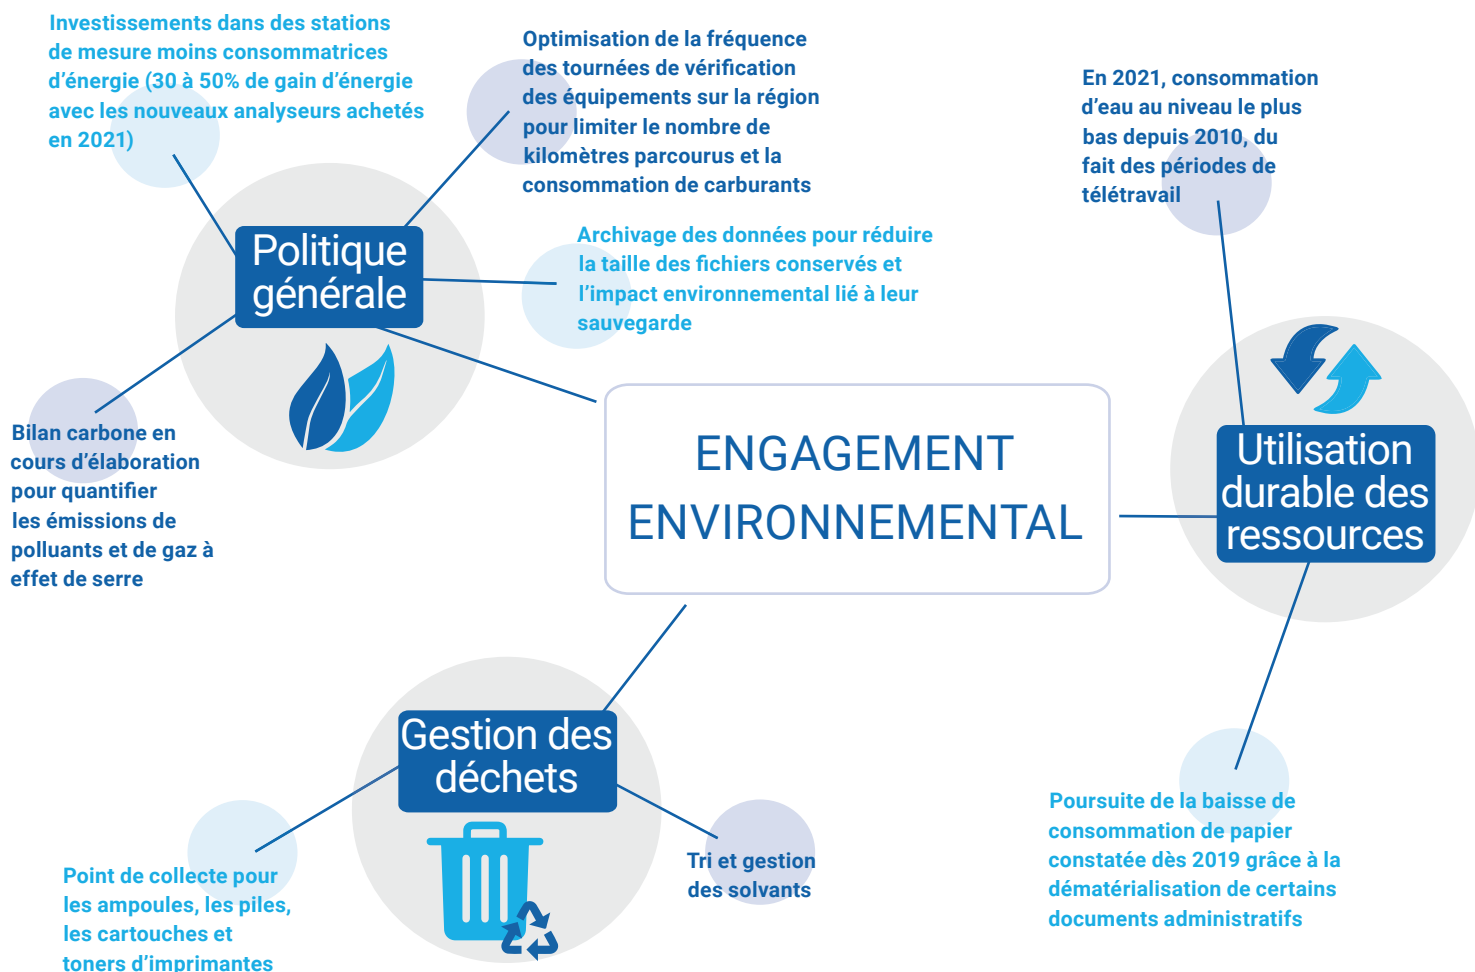 Investissements dans des stations
de mesure moins consommatrices
d'énergie (30 à 50% de gain d'énergie
avec les nouveaux analyseurs achetés
en 2021)
Optimisation de la fréquence
des tournées de vérification
des équipements sur la région
pour limiter le nombre de
kilomètres parcourus et la
consommation de carburants
En 2021, consommation
d'eau au niveau le plus
bas depuis 2010, du
fait des périodes de
télétravail
Politique
générale
Archivage des données pour réduire
la taille des fichiers conservés et
l'impact environnemental lié à leur
sauvegarde
Bilan carbone en
cours d'élaboration
pour quantifier
les émissions de
polluants et de gaz à
effet de serre
ENGAGEMENT
ENVIRONNEMENTAL
Utilisation
durable des
ressources
Gestion des
déchets
Point de collecte pour
les ampoules, les piles,
les cartouches et
toners d'imprimantes
Tri et gestion
des solvants
Poursuite de la baisse de
consommation de papier
constatée dès 2019 grâce à la
dématérialisation de certains
documents administratifs